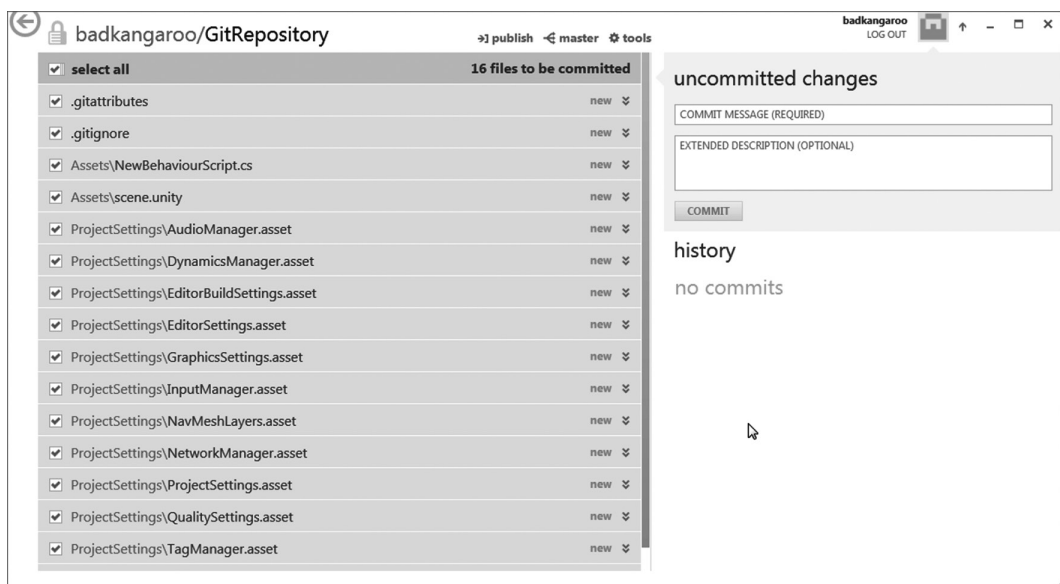 badkangaroo/GitRepository
publish master tools
badkangaroo
LOG OUT
select all 16 files to be committed
.gitattributes new
.gitignore new
Assets\NewBehaviourScript.cs new
Assets\scene.unity new
ProjectSettings\AudioManager.asset new
ProjectSettings\DynamicsManager.asset new
ProjectSettings\EditorBuildSettings.asset new
ProjectSettings\EditorSettings.asset new
ProjectSettings\GraphicsSettings.asset new
ProjectSettings\InputManager.asset new
ProjectSettings\NavMeshLayers.asset new
ProjectSettings\NetworkManager.asset new
ProjectSettings\ProjectSettings.asset new
ProjectSettings\QualitySettings.asset new
ProjectSettings\TagManager.asset new
uncommitted changes
COMMIT MESSAGE (REQUIRED)
EXTENDED DESCRIPTION (OPTIONAL)
COMMIT
history
no commits